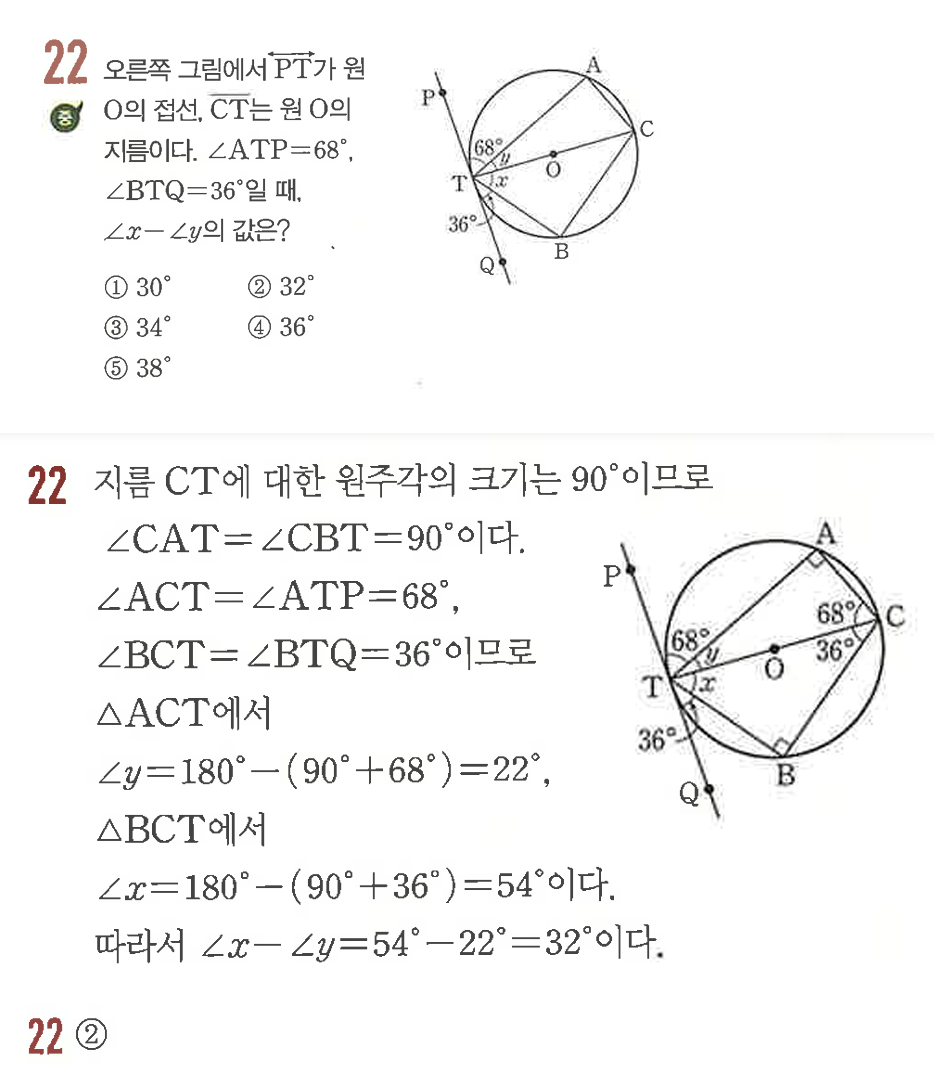 22 오른쪽 그림에서 PT가 원
중 O의 접선, CT는 원 O의
지름이다. ∠ATP=68°,
∠BTQ=36°일 때,
∠x-∠y의 값은?
① 30° ② 32°
③ 34° ④ 36°
⑤ 38°
A
P
C
68°
y
O
T
x
36°
B
Q
22 지름 CT에 대한 원주각의 크기는 90°이므로
∠CAT=∠CBT=90°이다.
∠ACT=∠ATP=68°,
∠BCT=∠BTQ=36°이므로
△ACT에서
∠y=180°-(90°+68°)=22°,
△BCT에서
∠x=180°-(90°+36°)=54°이다.
따라서 ∠x-∠y=54°-22°=32°이다.
A
P
68°
C
68°
y
36°
O
T
x
36°
B
Q
22 ②